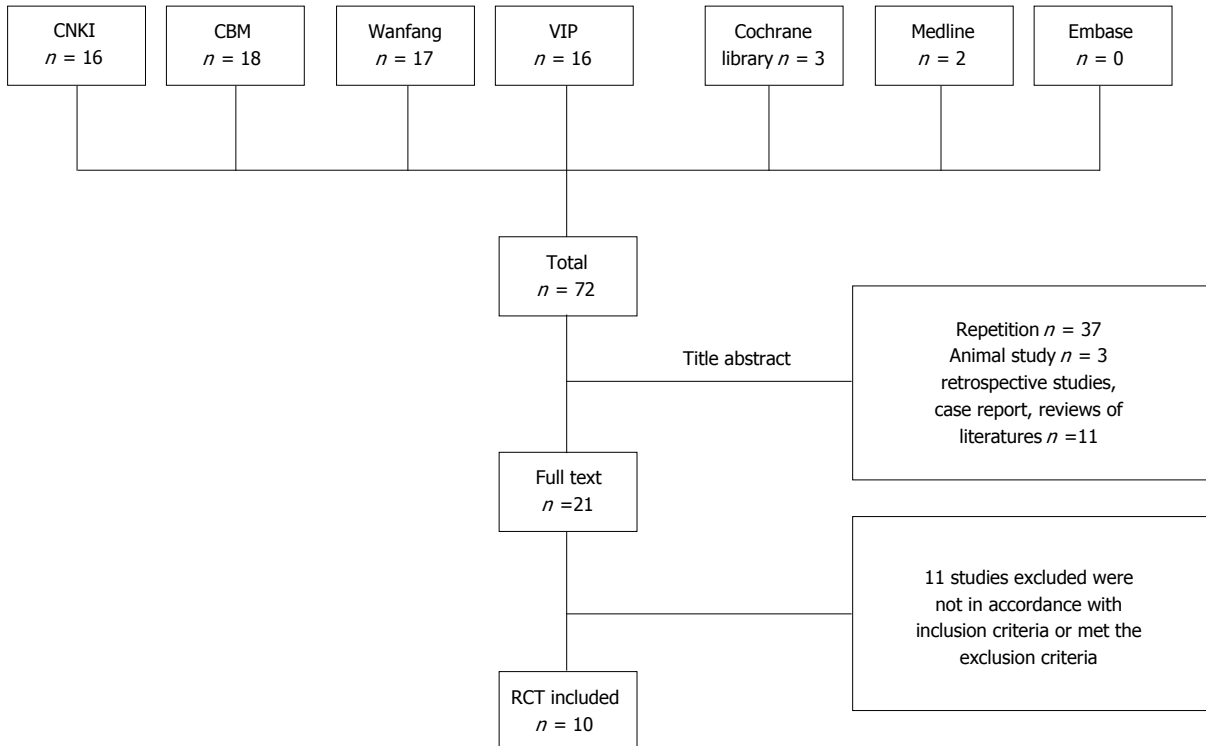 CNKI
n = 16
CBM
n = 18
Wanfang
n = 17
VIP
n = 16
Cochrane
library n = 3
Medline
n = 2
Embase
n = 0
Total
n = 72
Title abstract
Repetition n = 37
Animal study n = 3
retrospective studies,
case report, reviews of
literatures n =11
Full text
n =21
11 studies excluded were
not in accordance with
inclusion criteria or met the
exclusion criteria
RCT included
n = 10